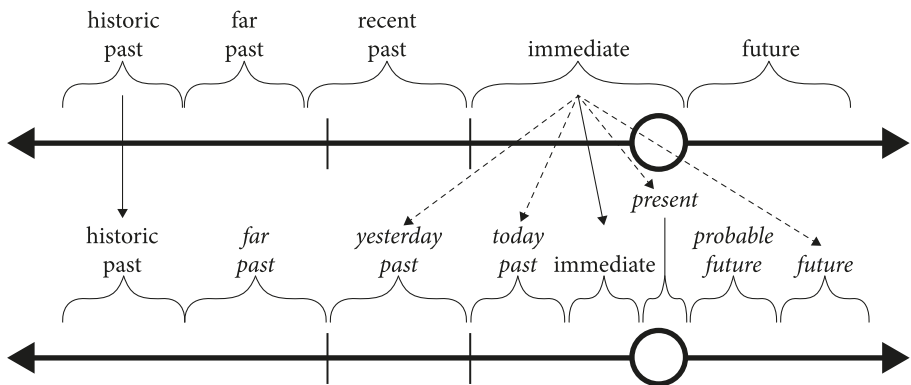 historic
past
far
past
recent
past
immediate
future
present
historic
past
far
past
yesterday
past
today
past
immediate
probable
future
future